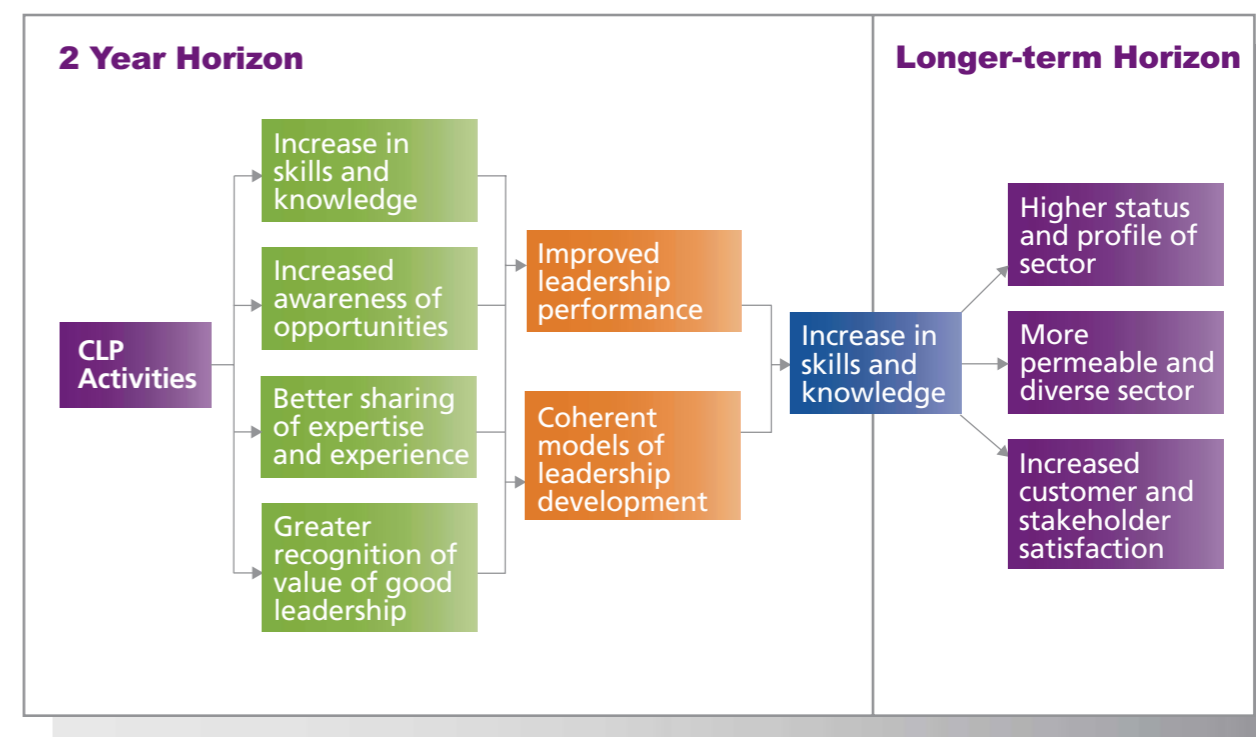 2 Year Horizon
Longer-term Horizon
CLP
Activities
Increase in
skills and
knowledge
Increased
awareness of
opportunities
Better sharing
of expertise
and experience
Greater
recognition of
value of good
leadership
Improved
leadership
performance
Coherent
models of
leadership
development
Increase in
skills and
knowledge
Higher status
and profile of
sector
More
permeable and
diverse sector
Increased
customer and
stakeholder
satisfaction